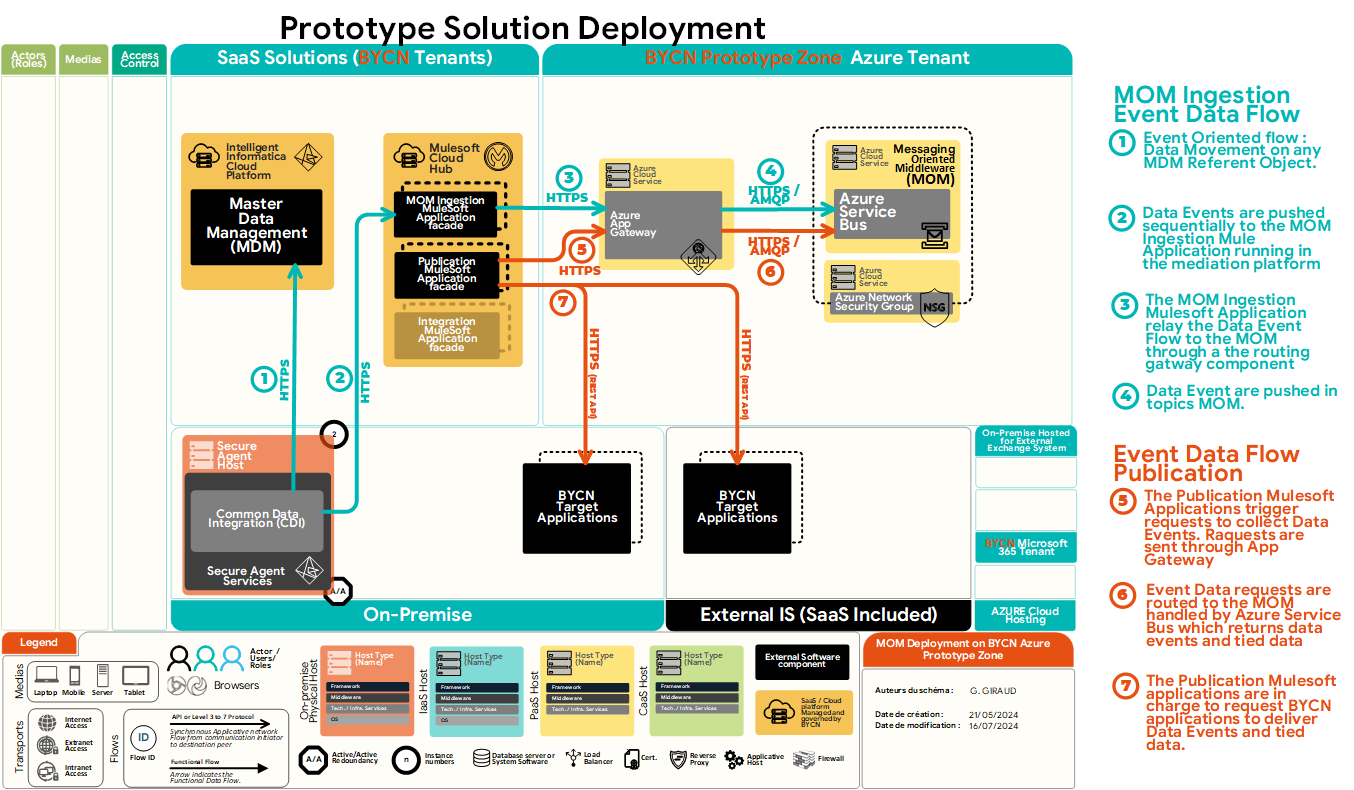 Prototype Solution Deployment
Actors
(Roles)
Medias
Access
Control
SaaS Solutions (BYCN Tenants)
BYCN Prototype Zone Azure Tenant
Intelligent
Informatica
Cloud
Platform
Master
Data
Management
(MDM)
Mulesoft
Cloud
Hub
MOM Ingestion
MuleSoft
Application
facade
Publication
MuleSoft
Application
facade
Integration
MuleSoft
Application
facade
3
HTTPS
5
HTTPS
7
Azure
Cloud
Service
Azure
App
Gateway
4
HTTPS /
AMQP
HTTPS /
AMQP
6
Azure
Cloud
Service
Messaging
Oriented
Middleware
(MOM)
Azure
Service
Bus
Azure
Cloud
Service
Azure Network
Security Group
NSG
1
HTTPS
2
HTTPS
HTTPS (REST API)
HTTPS (REST API)
2
Secure
Agent
Host
Common Data
Integration (CDI)
Secure Agent
Services
A/A
BYCN
Target
Applications
BYCN
Target
Applications
On-Premise Hosted
for External
Exchange System
BYCN Microsoft
365 Tenant
AZURE Cloud
Hosting
On-Premise
External IS (SaaS Included)
MOM Ingestion
Event Data Flow
1
Event Oriented flow :
Data Movement on any
MDM Referent Object.
2
Data Events are pushed
sequentially to the MOM
Ingestion Mule
Application running in
the mediation platform
3
The MOM Ingestion
Mulesoft Application
relay the Data Event
Flow to the MOM
through a the routing
gatway component
4
Data Event are pushed in
topics MOM.
Event Data Flow
Publication
5
The Publication Mulesoft
Applications trigger
requests to collect Data
Events. Raquests are
sent through App
Gateway
6
Event Data requests are
routed to the MOM
handled by Azure Service
Bus which returns data
events and tied data
7
The Publication Mulesoft
applications are in
charge to request BYCN
applications to deliver
Data Events and tied
data.
Legend
Medias
Laptop
Mobile
Server
Tablet
Actor /
Users/
Roles
Browsers
Transports
Internet
Access
Extranet
Access
Intranet
Access
Flows
ID
Flow ID
API or Level 3 to 7 Protocol
Synchronous Applicative network
Flow from communication initiator
to destination peer
Functional Flow
Arrow indicates the
Functional Data Flow.
On-premise
Physical Host
Host Type
(Name)
Framework
Middleware
Tech. / Infra. Services
OS
IaaS Host
Host Type
(Name)
Framework
Middleware
Tech. / Infra. Services
OS
PaaS Host
Host Type
(Name)
Framework
Middleware
Tech. / Infra. Services
CaaS Host
Host Type
(Name)
Framework
Middleware
Tech. / Infra. Services
External Software
component
SaaS / Cloud
platform
Managed and
governed by
BYCN
A/A
Active/Active
Redoundancy
n
Instance
numbers
Database server or
System Software
Load
Balancer
Cert.
Reverse
Proxy
Applicative
Host
Firewall
MOM Deployment on BYCN Azure
Prototype Zone
Auteurs du schéma : G. GIRAUD
Date de création : 21/05/2024
Date de modification : 16/07/2024